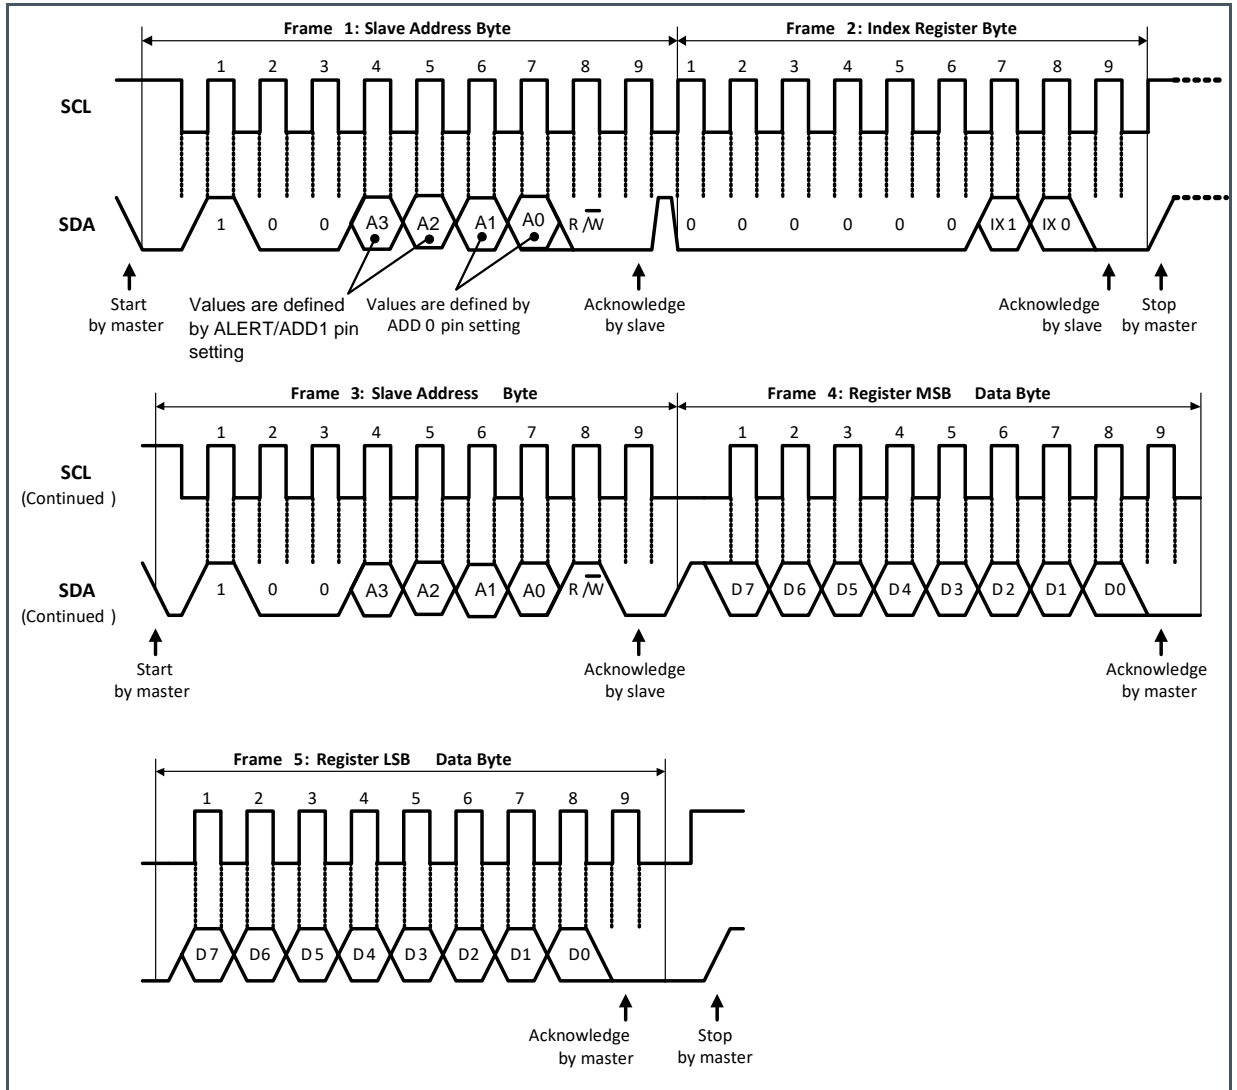 Frame 1: Slave Address Byte
Frame 2: Index Register Byte
1 2 3 4 5 6 7 8 9 1 2 3 4 5 6 7 8 9
SCL
SDA
1 0 0 A3 A2 A1 A0 R/W 0 0 0 0 0 0 IX1 IX0
Start
by master
Values are defined
by ALERT/ADD1 pin
setting
Values are defined by
ADD 0 pin setting
Acknowledge
by slave
Acknowledge
by slave
Stop
by master
Frame 3: Slave Address Byte
Frame 4: Register MSB Data Byte
1 2 3 4 5 6 7 8 9 1 2 3 4 5 6 7 8 9
SCL
(Continued )
SDA
(Continued )
1 0 0 A3 A2 A1 A0 R/W D7 D6 D5 D4 D3 D2 D1 D0
Start
by master
Acknowledge
by slave
Acknowledge
by master
Frame 5: Register LSB Data Byte
1 2 3 4 5 6 7 8 9
D7 D6 D5 D4 D3 D2 D1 D0
Acknowledge
by master
Stop
by master